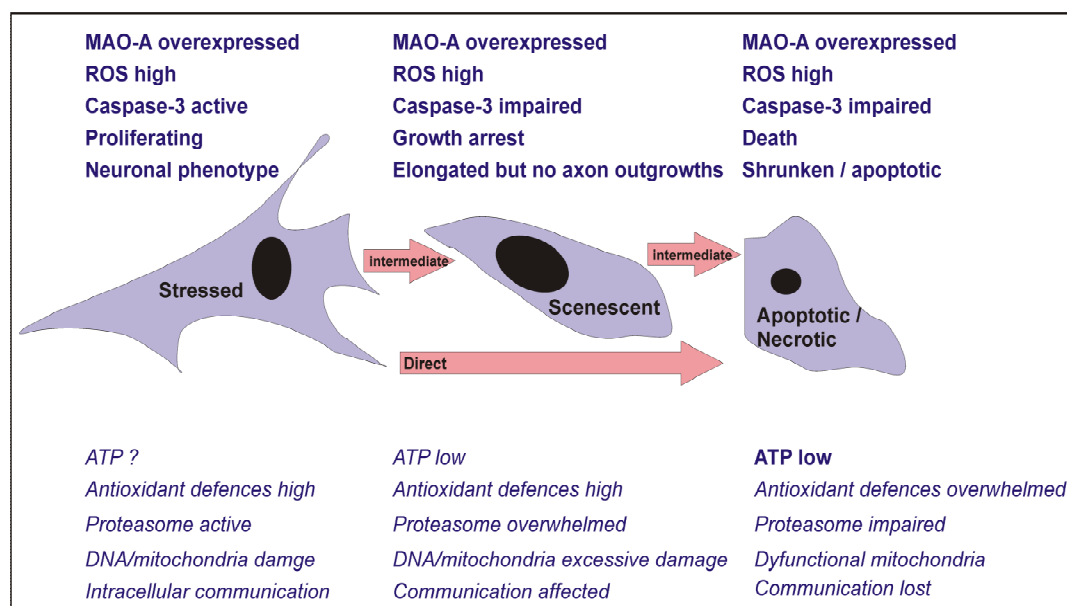 MAO-A overexpressed
ROS high
Caspase-3 active
Proliferating
Neuronal phenotype
MAO-A overexpressed
ROS high
Caspase-3 impaired
Growth arrest
Elongated but no axon outgrowths
MAO-A overexpressed
ROS high
Caspase-3 impaired
Death
Shrunken / apoptotic
Stressed
intermediate
Scenescent
intermediate
Apoptotic /
Necrotic
Direct
ATP ?
Antioxidant defences high
Proteasome active
DNA/mitochondria damge
Intracellular communication
ATP low
Antioxidant defences high
Proteasome overwhelmed
DNA/mitochondria excessive damage
Communication affected
ATP low
Antioxidant defences overwhelmed
Proteasome impaired
Dyfunctional mitochondria
Communication lost